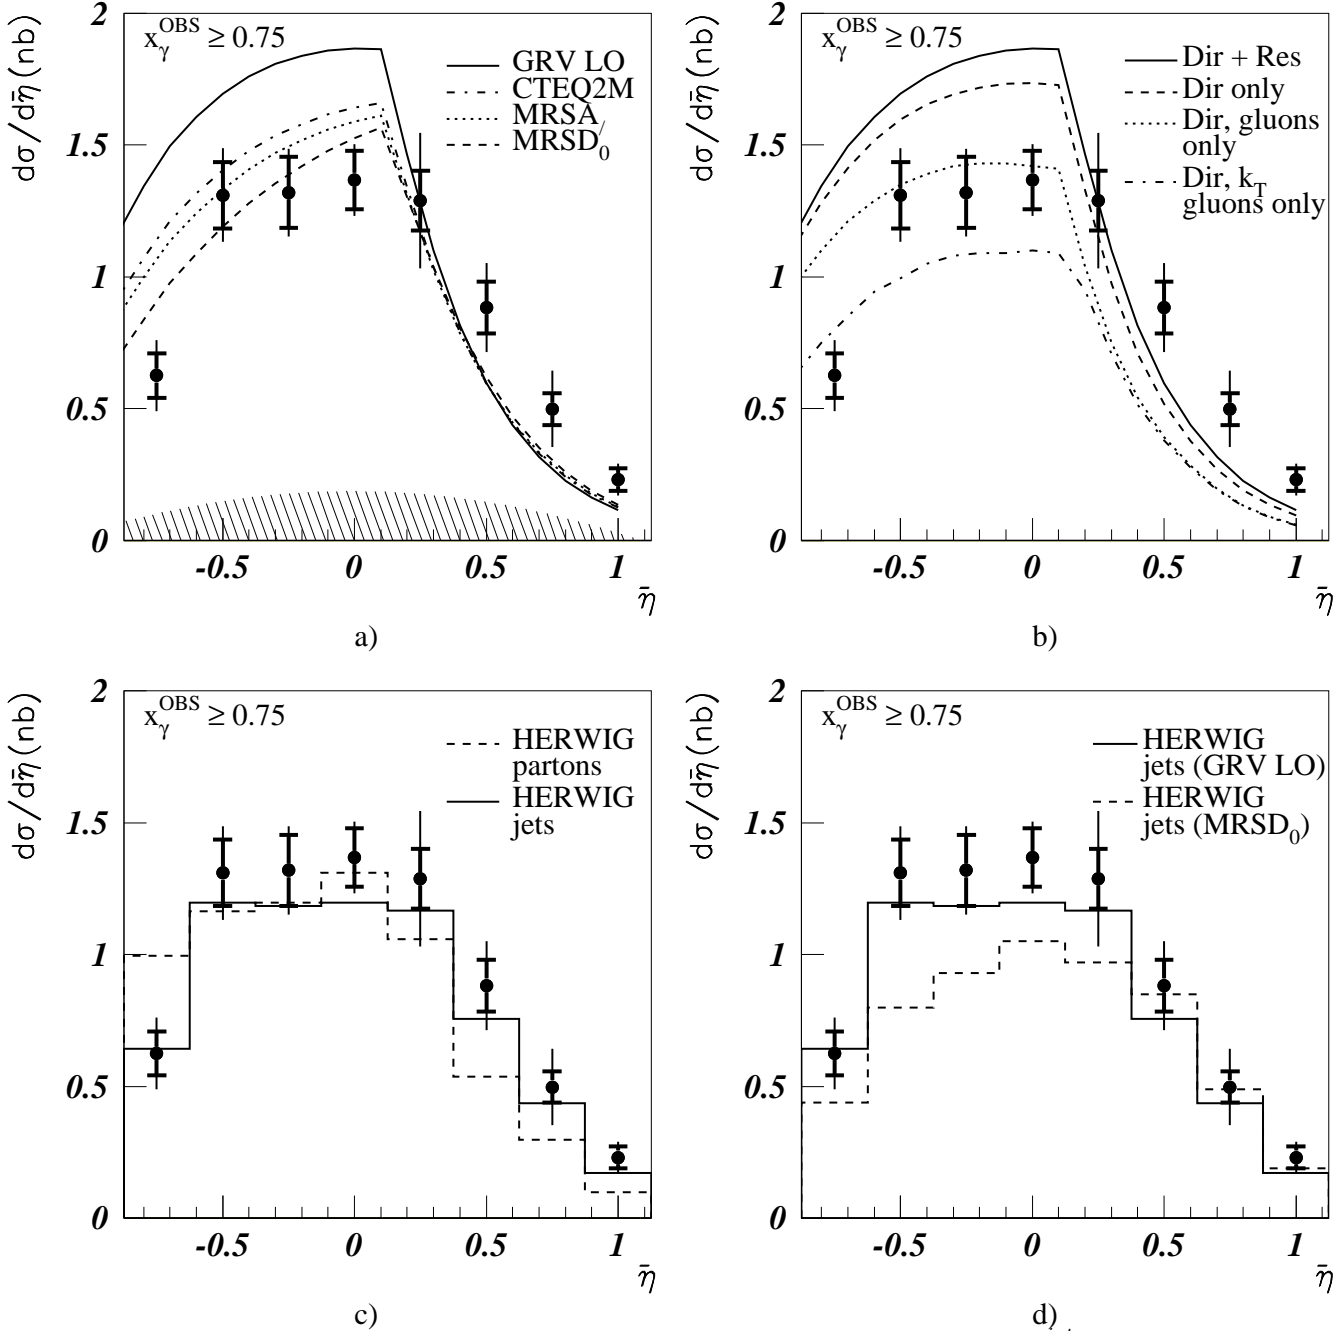 dσ/dη̅ (nb)
2
1.5
1
0.5
0
x_γ^OBS ≥ 0.75
GRV LO
CTEQ2M
MRSA
MRSD_0^/
-0.5 0 0.5 1
η̅
a)
dσ/dη̅ (nb)
2
1.5
1
0.5
0
x_γ^OBS ≥ 0.75
Dir + Res
Dir only
Dir, gluons
only
Dir, k_T
gluons only
-0.5 0 0.5 1
η̅
b)
dσ/dη̅ (nb)
2
1.5
1
0.5
0
x_γ^OBS ≥ 0.75
HERWIG
partons
HERWIG
jets
-0.5 0 0.5 1
η̅
c)
dσ/dη̅ (nb)
2
1.5
1
0.5
0
x_γ^OBS ≥ 0.75
HERWIG
jets (GRV LO)
HERWIG
jets (MRSD_0)
-0.5 0 0.5 1
η̅
d)